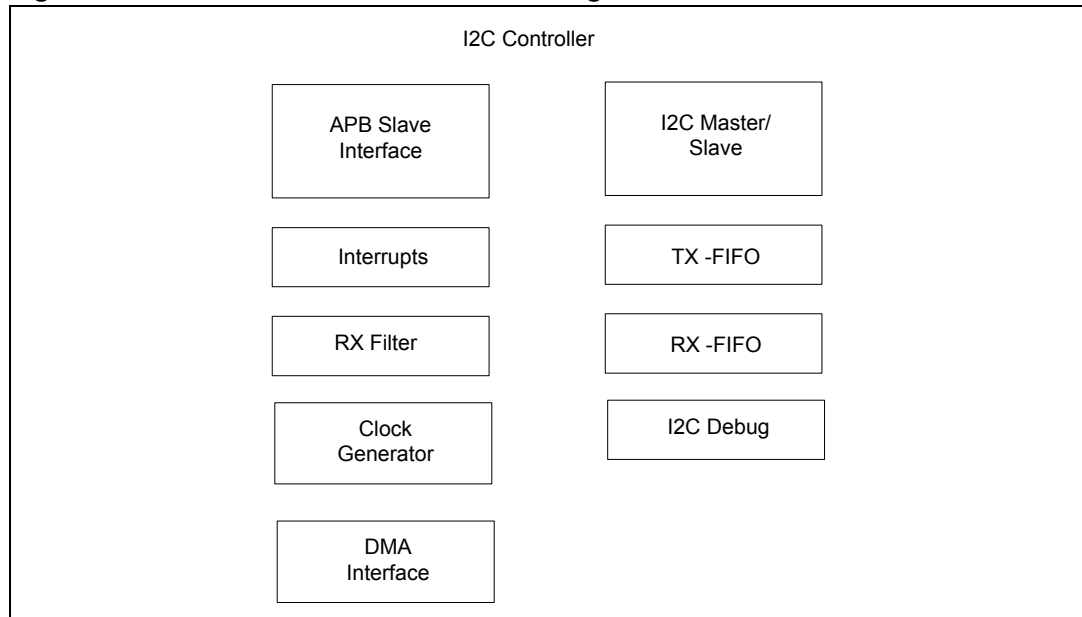 I2C Controller
APB Slave
Interface
I2C Master/
Slave
Interrupts
TX -FIFO
RX Filter
RX -FIFO
Clock
Generator
I2C Debug
DMA
Interface